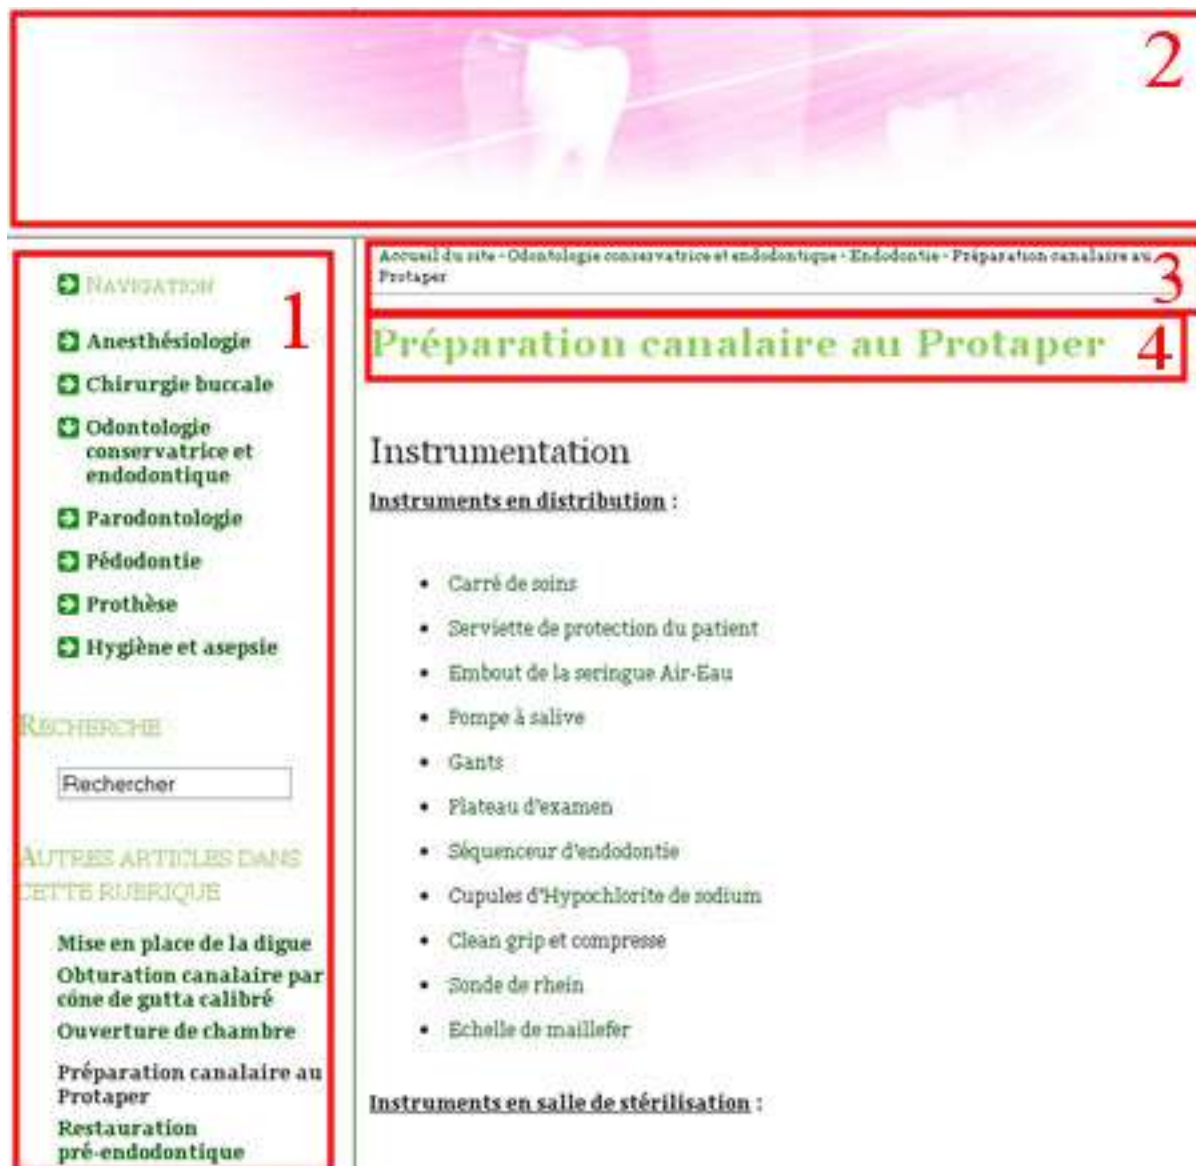 2
Accueil du site - Odontologie conservatrice et endodontique - Endodontie - Préparation canalaire au
Protaper
3
Préparation canalaire au Protaper
4
1
NAVIGATION
Anesthésiologie
Chirurgie buccale
Odontologie
conservatrice et
endodontique
Parodontologie
Pédodontie
Prothèse
Hygiène et asepsie
RECHERCHE
Rechercher
AUTRES ARTICLES DANS
CETTE RUBRIQUE
Mise en place de la digue
Obturation canalaire par
cône de gutta calibré
Ouverture de chambre
Préparation canalaire au
Protaper
Restauration
pré-endodontique
Instrumentation
Instruments en distribution :
• Carré de soins
• Serviette de protection du patient
• Embout de la seringue Air-Eau
• Pompe à salive
• Gants
• Plateau d'examen
• Séquenceur d'endodontie
• Cupules d'Hypochlorite de sodium
• Clean grip et compresse
• Sonde de rhein
• Echelle de maillefer
Instruments en salle de stérilisation :